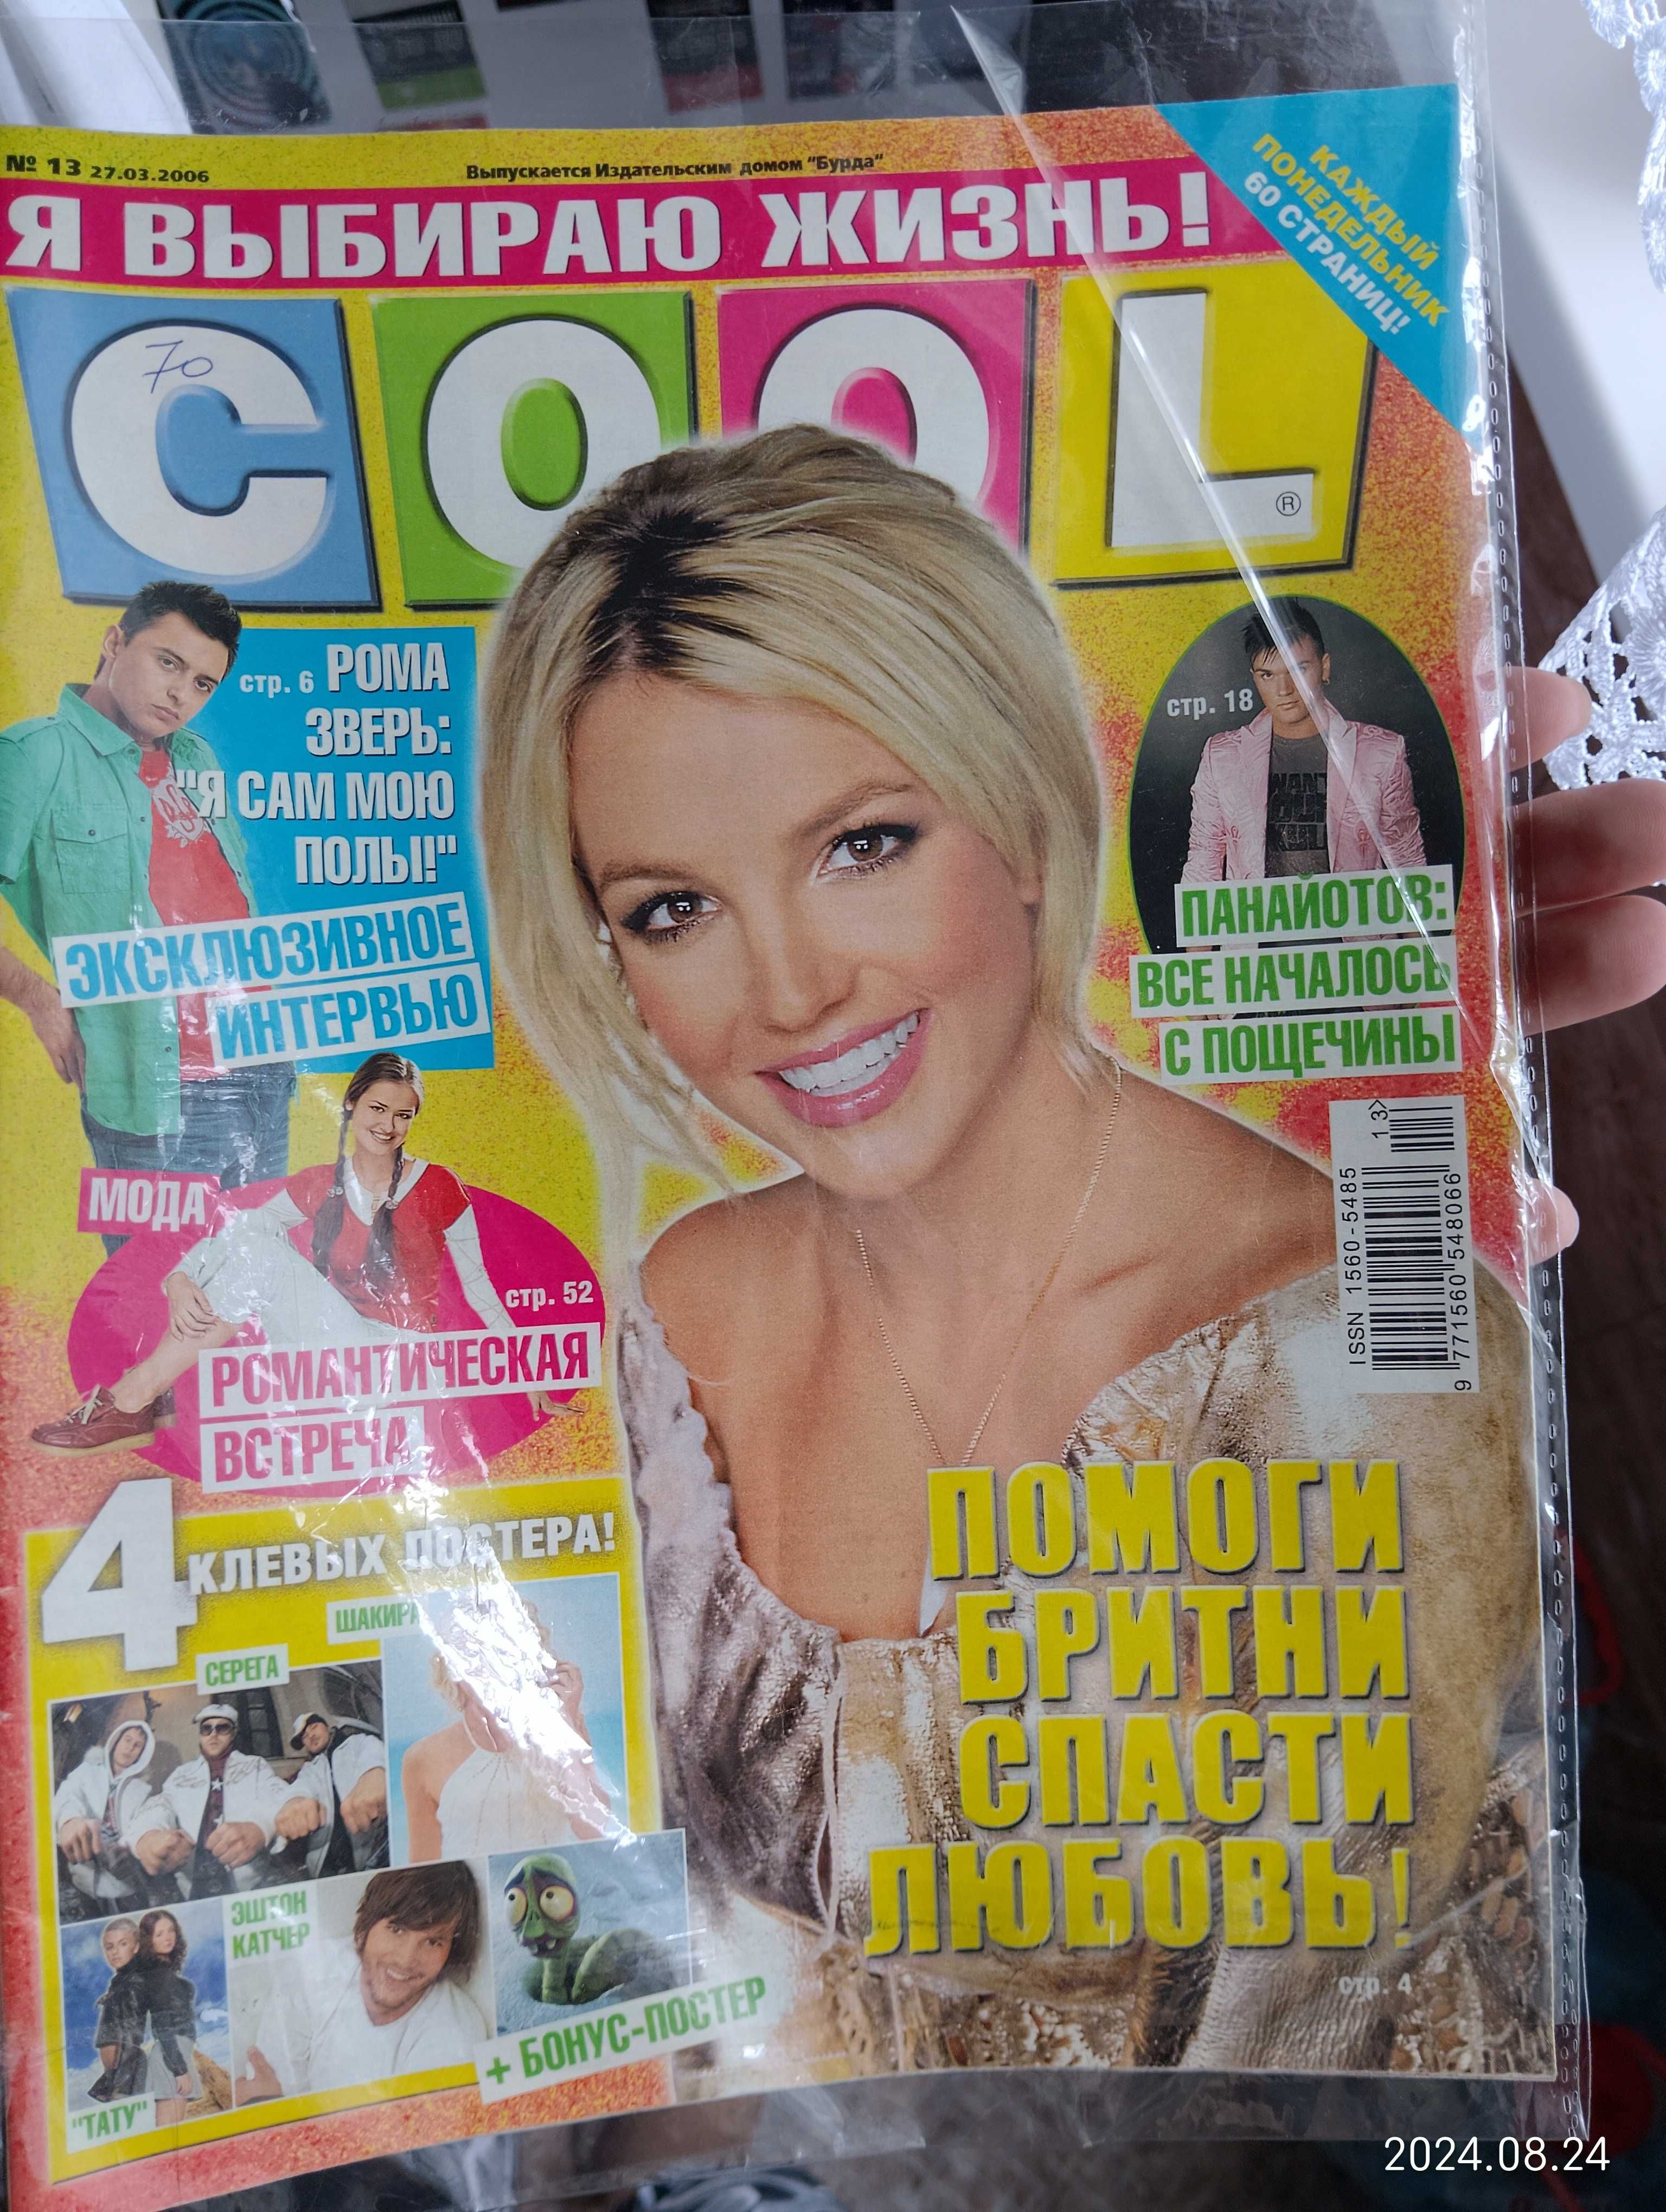 № 13 27.03.2006
Выпускается Издательским домом "Бурда"
КАЖДЫЙ
ПОНЕДЕЛЬНИК
60 СТРАНИЦ!
Я ВЫБИРАЮ ЖИЗНЬ!
COOL
®
70
стр. 6 РОМА
ЗВЕРЬ:
"Я САМ МОЮ
ПОЛЫ!"
ЭКСКЛЮЗИВНОЕ
ИНТЕРВЬЮ
стр. 18
ПАНАЙОТОВ:
ВСЕ НАЧАЛОСЬ
С ПОЩЕЧИНЫ
ISSN 1560-5485
13>
9 771560 548066
МОДА
стр. 52
РОМАНТИЧЕСКАЯ
ВСТРЕЧА
4 КЛЕВЫХ ПОСТЕРА!
ШАКИРА
СЕРЕГА
ЭШТОН
КАТЧЕР
"ТАТУ"
+ БОНУС-ПОСТЕР
ПОМОГИ
БРИТНИ
СПАСТИ
ЛЮБОВЬ!
стр. 4
2024.08.24